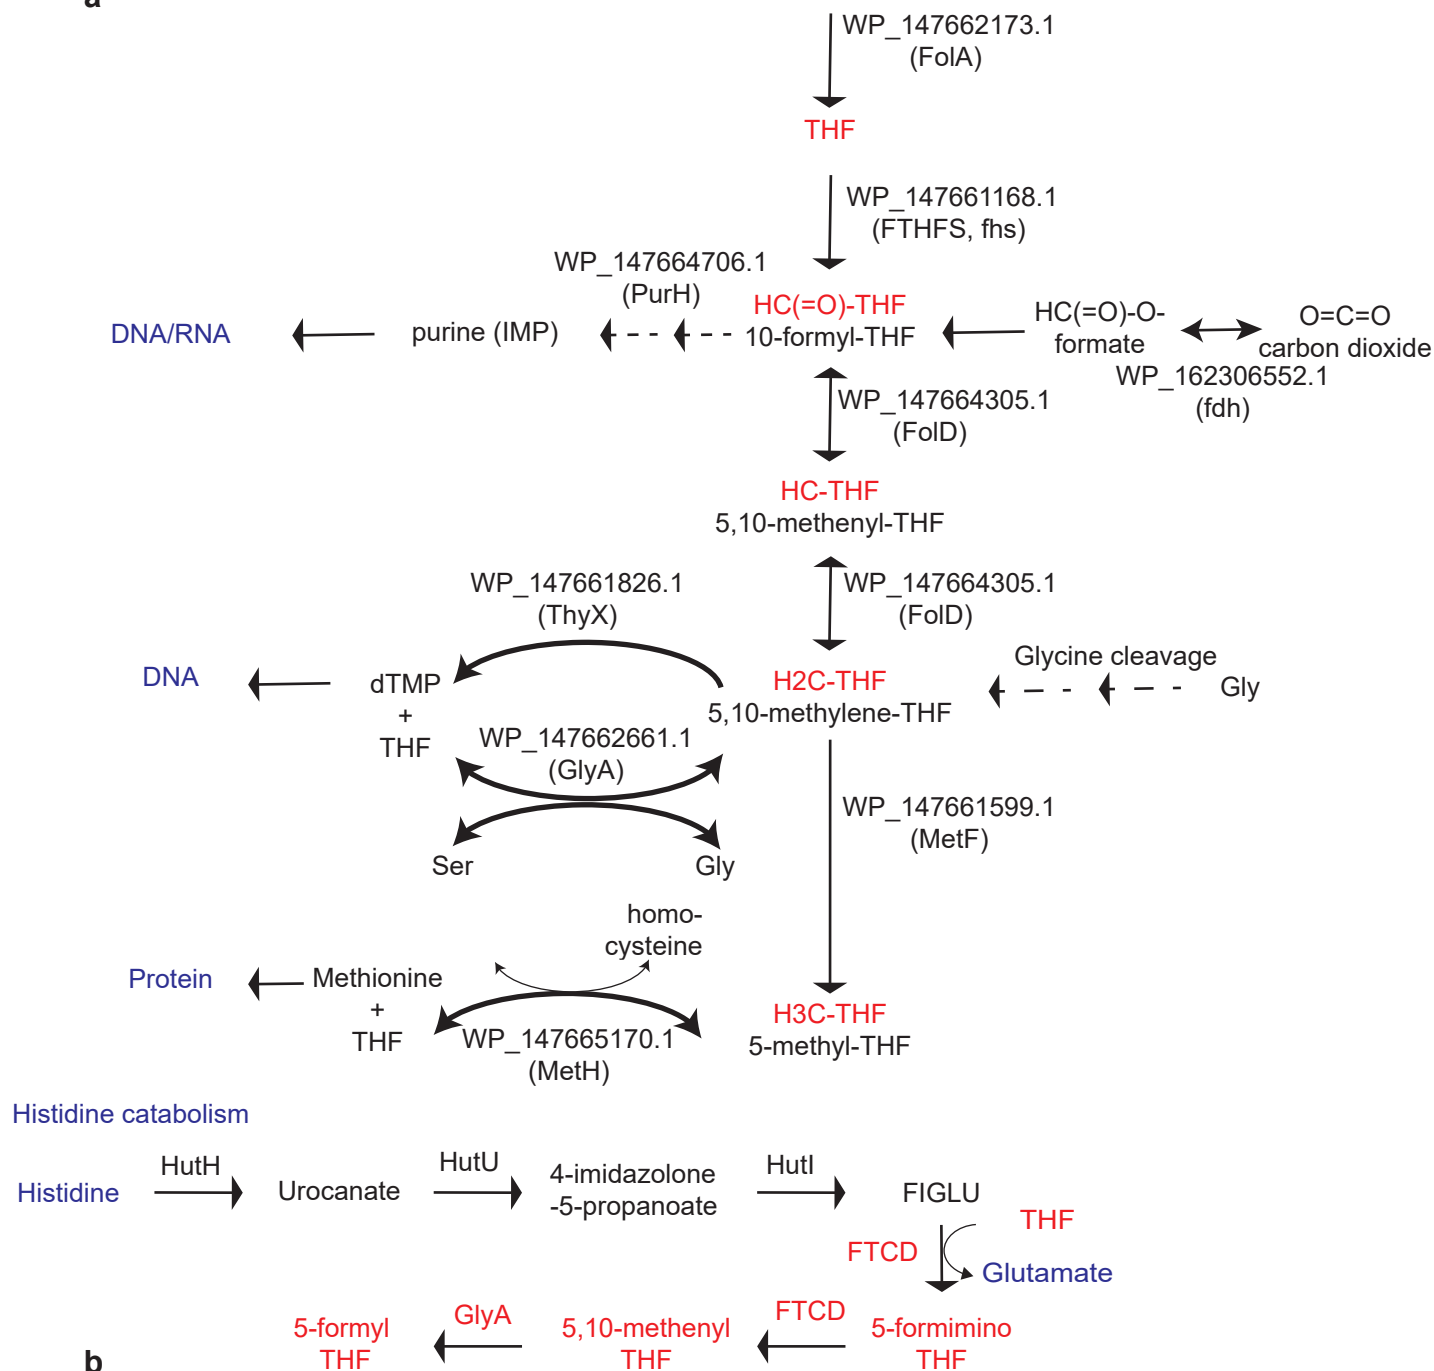 a
WP_147662173.1
(FolA)
THF
WP_147661168.1
(FTHFS, fhs)
WP_147664706.1
(PurH)
DNA/RNA
purine (IMP)
HC(=O)-THF
10-formyl-THF
HC(=O)-O-
formate
O=C=O
carbon dioxide
WP_162306552.1
(fdh)
WP_147664305.1
(FolD)
HC-THF
5,10-methenyl-THF
WP_147661826.1
(ThyX)
WP_147664305.1
(FolD)
Glycine cleavage
Gly
DNA
dTMP
+
THF
H2C-THF
5,10-methylene-THF
WP_147662661.1
(GlyA)
Ser
Gly
WP_147661599.1
(MetF)
homo-
cysteine
Protein
Methionine
+
THF
H3C-THF
5-methyl-THF
WP_147665170.1
(MetH)
Histidine catabolism
Histidine
HutH
Urocanate
HutU
4-imidazolone
-5-propanoate
HutI
FIGLU
THF
FTCD
Glutamate
5-formyl
THF
GlyA
5,10-methenyl
THF
FTCD
5-formimino
THF
b